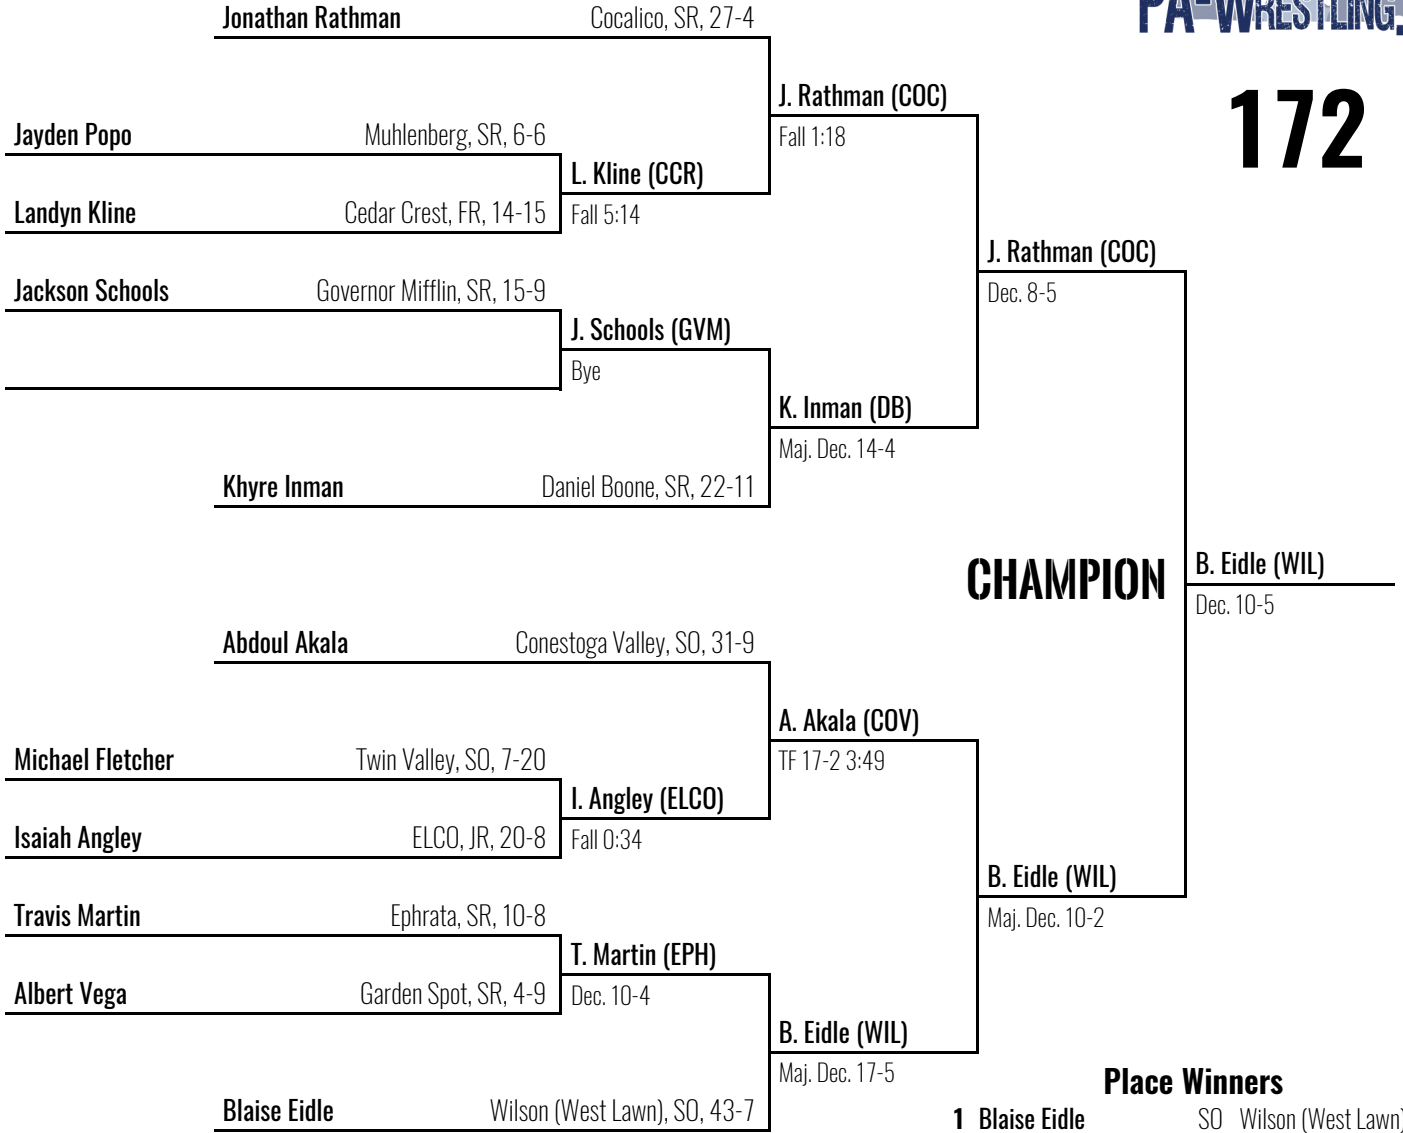 Jonathan Rathman Cocalico, SR, 27-4
PA-WRESTLING.
172
J. Rathman (COC)
Fall 1:18
Jayden Popo Muhlenberg, SR, 6-6
L. Kline (CCR)
Fall 5:14
Landyn Kline Cedar Crest, FR, 14-15
J. Rathman (COC)
Dec. 8-5
Jackson Schools Governor Mifflin, SR, 15-9
J. Schools (GVM)
Bye
K. Inman (DB)
Maj. Dec. 14-4
Khyre Inman Daniel Boone, SR, 22-11
CHAMPION
B. Eidle (WIL)
Dec. 10-5
Abdoul Akala Conestoga Valley, SO, 31-9
A. Akala (COV)
TF 17-2 3:49
Michael Fletcher Twin Valley, SO, 7-20
I. Angley (ELCO)
Fall 0:34
Isaiah Angley ELCO, JR, 20-8
B. Eidle (WIL)
Maj. Dec. 10-2
Travis Martin Ephrata, SR, 10-8
T. Martin (EPH)
Dec. 10-4
Albert Vega Garden Spot, SR, 4-9
B. Eidle (WIL)
Maj. Dec. 17-5
Blaise Eidle Wilson (West Lawn), SO, 43-7
Place Winners
1 Blaise Eidle SO Wilson (West Lawn)